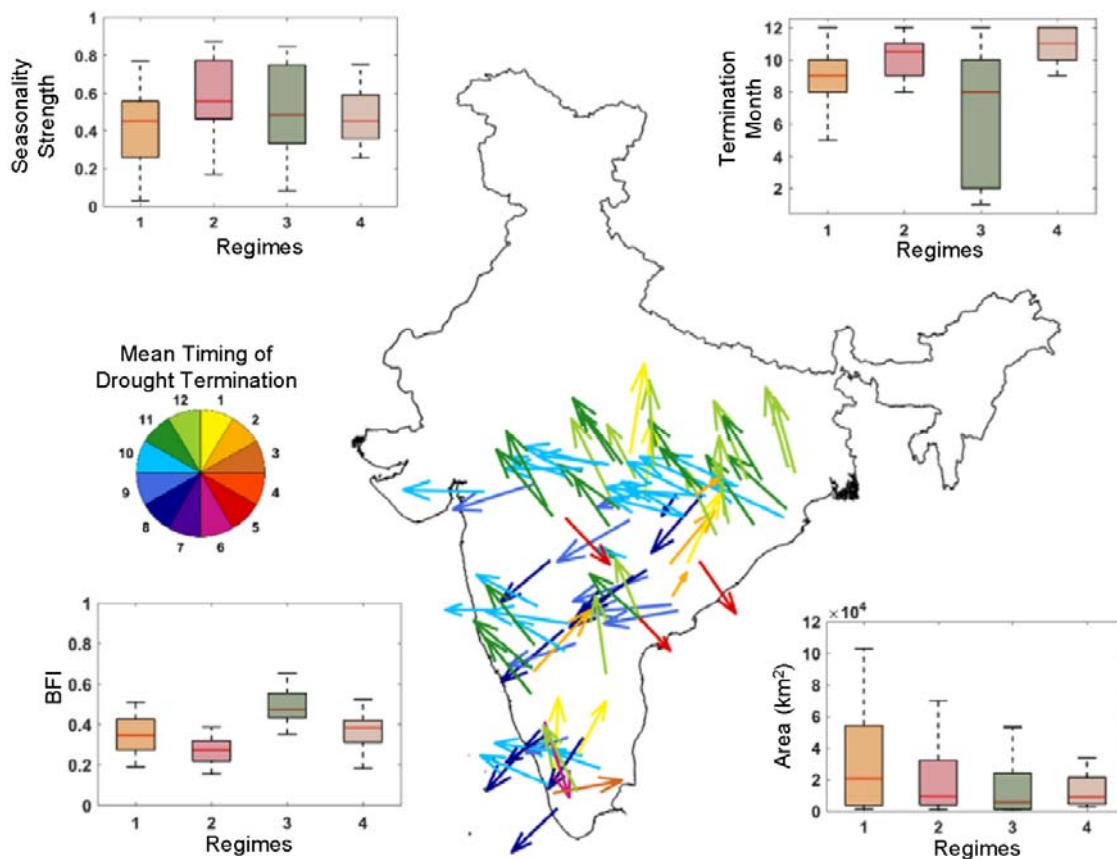 1
0.8
0.6
0.4
0.2
0
Seasonality
Strength
1 2 3 4
Regimes
12
10
8
6
4
2
Termination
Month
1 2 3 4
Regimes
Mean Timing of
Drought Termination
12 1
11 2
10 3
9 4
8 5
7 6
1
0.8
0.6
0.4
0.2
0
BFI
1 2 3 4
Regimes
×10⁴
12
10
8
6
4
2
0
Area (km²)
1 2 3 4
Regimes